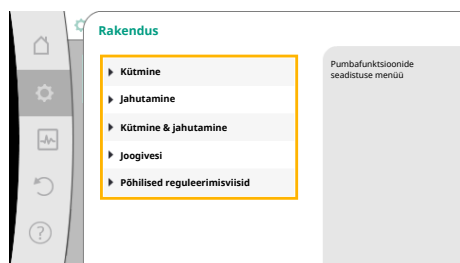 Rakendus
Kütmine
Jahutamine
Kütmine & jahutamine
Joogivesi
Põhilised reguleerimisviisid
Pumbafunktsioonide
seadistuse menüü